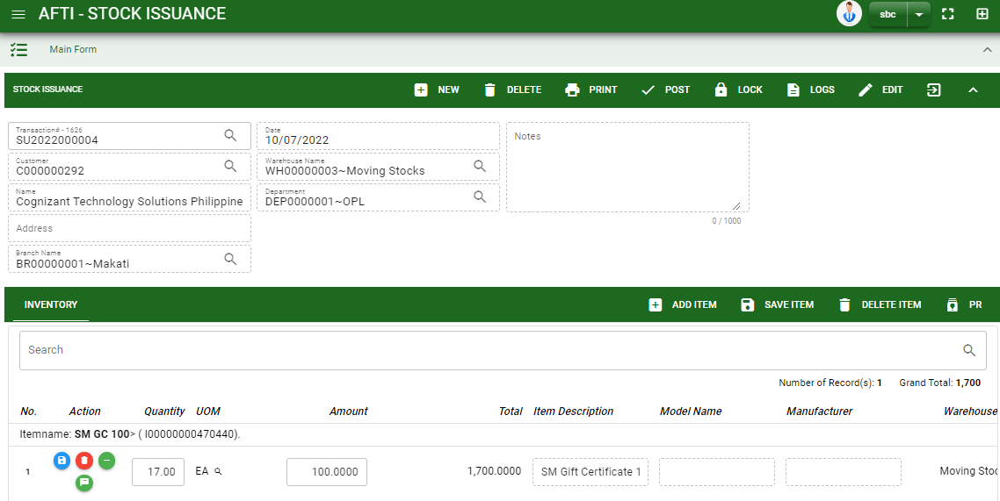 AFTI - STOCK ISSUANCE
sbc
Main Form
STOCK ISSUANCE
NEW DELETE PRINT POST LOCK LOGS EDIT
Transaction# - 1626
SU2022000004
Date
10/07/2022
Notes
Customer
C000000292
Warehouse Name
WH00000003~Moving Stocks
Name
Cognizant Technology Solutions Philippine
Department
DEP0000001~OPL
0 / 1000
Address
Branch Name
BR00000001~Makati
INVENTORY
ADD ITEM SAVE ITEM DELETE ITEM PR
Search
Number of Record(s): 1 Grand Total: 1,700
No. Action Quantity UOM Amount Total Item Description Model Name Manufacturer Warehouse
Itemname: SM GC 100> ( I00000000470440).
1 17.00 EA 100.0000 1,700.0000 SM Gift Certificate 1 Moving Stoc